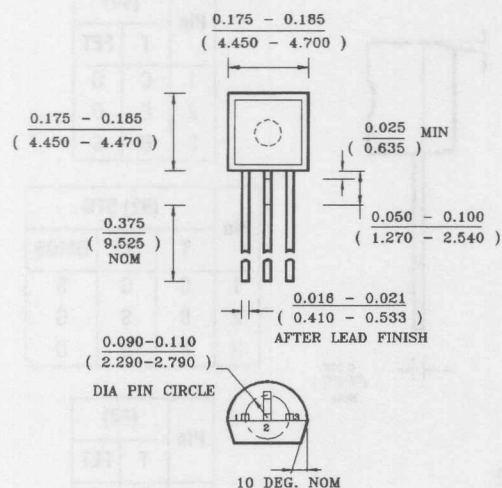 0.175 - 0.185
( 4.450 - 4.700 )
0.175 - 0.185
( 4.450 - 4.470 )
0.025 MIN
( 0.635 )
0.375
( 9.525 )
NOM
0.050 - 0.100
( 1.270 - 2.540 )
0.016 - 0.021
( 0.410 - 0.533 )
AFTER LEAD FINISH
0.090-0.110
( 2.290-2.790 )
DIA PIN CIRCLE
1
2
3
10 DEG. NOM